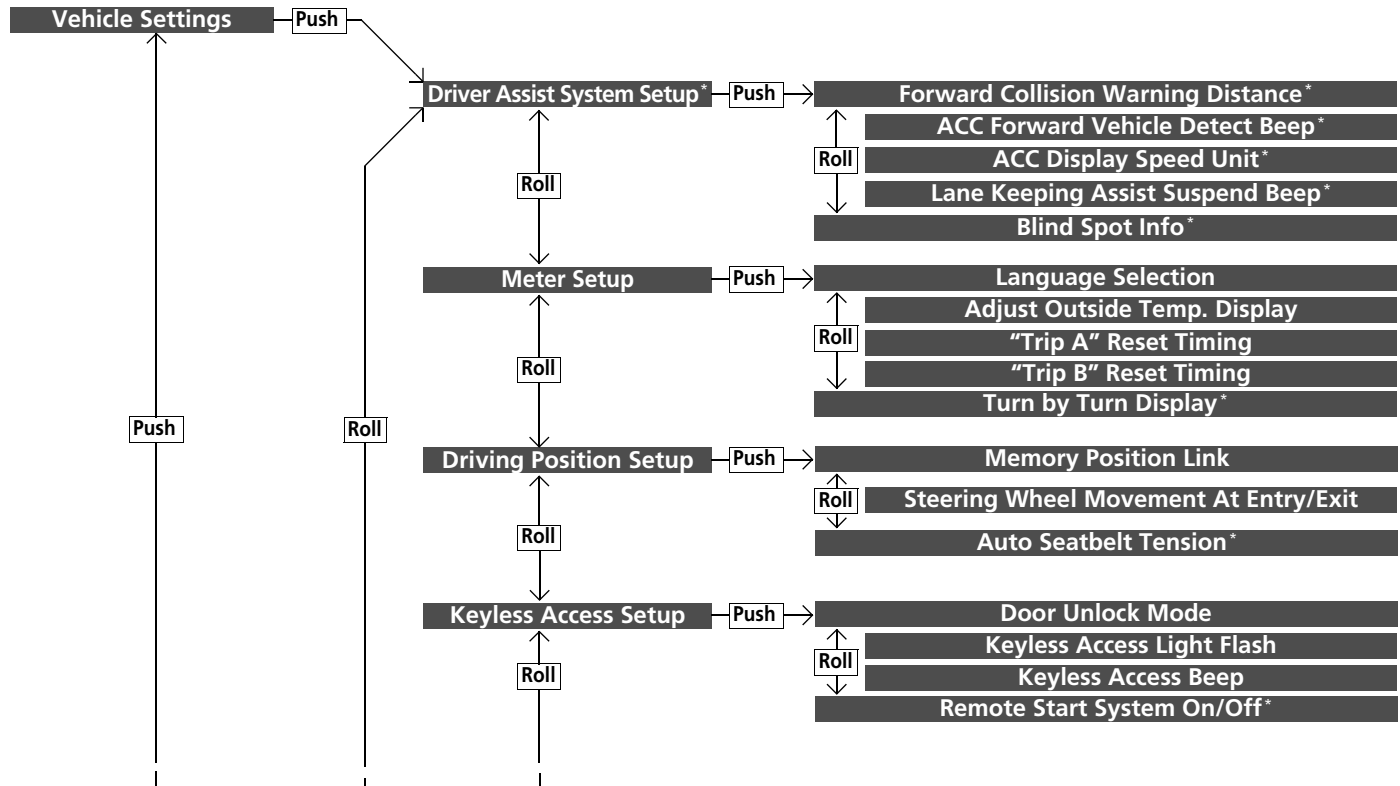 Vehicle Settings Push
Driver Assist System Setup* Push Forward Collision Warning Distance*
ACC Forward Vehicle Detect Beep*
Roll Roll ACC Display Speed Unit*
Lane Keeping Assist Suspend Beep*
Blind Spot Info*
Meter Setup Push Language Selection
Adjust Outside Temp. Display
Roll Roll “Trip A” Reset Timing
“Trip B” Reset Timing
Turn by Turn Display*
Push Roll
Driving Position Setup Push Memory Position Link
Roll Roll Steering Wheel Movement At Entry/Exit
Auto Seatbelt Tension*
Keyless Access Setup Push Door Unlock Mode
Roll Roll Keyless Access Light Flash
Keyless Access Beep
Remote Start System On/Off*